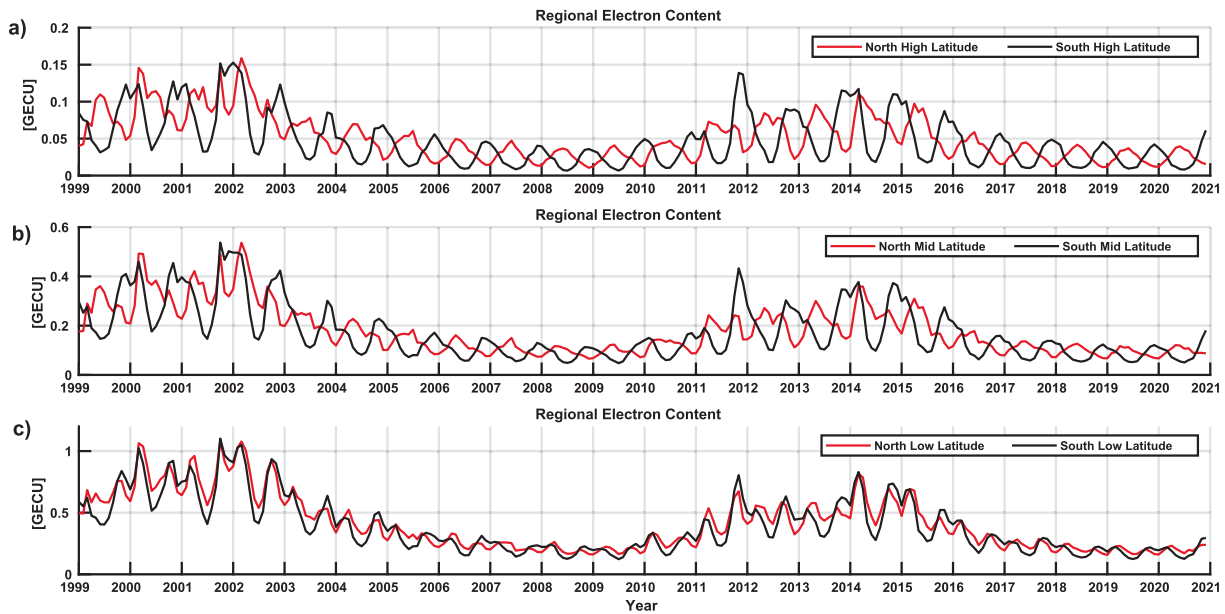 Regional Electron Content
a)
0.2
North High Latitude South High Latitude
0.15
[GECU]
0.1
0.05
0
1999 2000 2001 2002 2003 2004 2005 2006 2007 2008 2009 2010 2011 2012 2013 2014 2015 2016 2017 2018 2019 2020 2021
Regional Electron Content
b)
0.6
North Mid Latitude South Mid Latitude
0.4
[GECU]
0.2
0
1999 2000 2001 2002 2003 2004 2005 2006 2007 2008 2009 2010 2011 2012 2013 2014 2015 2016 2017 2018 2019 2020 2021
Regional Electron Content
c)
North Low Latitude South Low Latitude
1
[GECU]
0.5
0
1999 2000 2001 2002 2003 2004 2005 2006 2007 2008 2009 2010 2011 2012 2013 2014 2015 2016 2017 2018 2019 2020 2021
Year